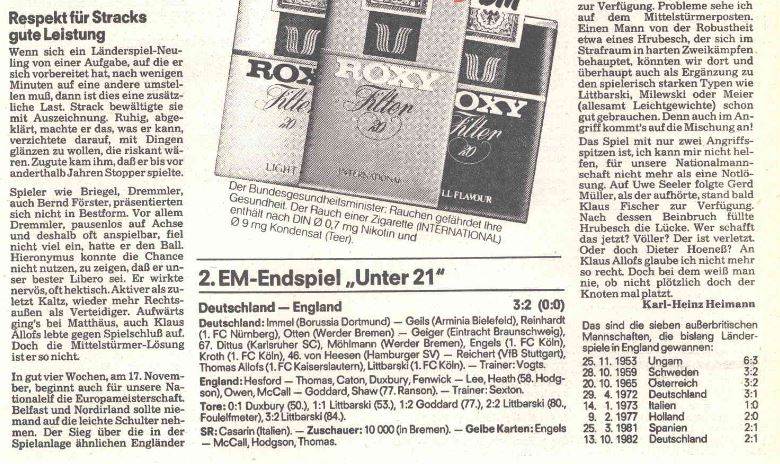 Respekt für Stracks
gute Leistung
Wenn sich ein Länderspiel-Neu-
ling von einer Aufgabe, auf die er
sich vorbereitet hat, nach wenigen
Minuten auf eine andere umstel-
len muß, dann ist dies eine zusätz-
liche Last. Strack bewältigte sie
mit Auszeichnung. Ruhig, abge-
klärt, machte er das, was er kann,
verzichtete darauf, mit Dingen
glänzen zu wollen, die riskant wä-
ren. Zugute kam ihm, daß er bis vor
anderthalb Jahren Stopper spielte.
Spieler wie Briegel, Dremmler,
auch Bernd Förster, präsentierten
sich nicht in Bestform. Vor allem
Dremmler, pausenlos auf Achse
und deshalb oft anspielbar, fiel
nicht viel ein, hatte er den Ball.
Hieronymus konnte die Chance
nicht nutzen, zu zeigen, daß er un-
ser bester Libero sei. Er wirkte
nervös, oft hektisch. Aktiver als zu-
letzt Kaltz, wieder mehr Rechts-
außen als Verteidiger. Aufwärts
ging's bei Matthäus, auch Klaus
Allofs lebte gegen Spielschluß auf.
Doch die Mittelstürmer-Lösung
ist er so nicht.
In gut vier Wochen, am 17. Novem-
ber, beginnt auch für unsere Na-
tionalelf die Europameisterschaft.
Belfast und Nordirland sollte nie-
mand auf die leichte Schulter neh-
men. Der Sieg über die in der
Spielanlage ähnlichen Engländer
ROXY
Filter
20
LIGHT
ROXY
Filter
20
INTERNATIONAL
ROXY
Filter
20
LL FLAVOUR
Der Bundesgesundheitsminister: Rauchen gefährdet Ihre
Gesundheit. Der Rauch einer Zigarette (INTERNATIONAL)
enthält nach DIN Ø 0,7 mg Nikotin und
Ø 9 mg Kondensat (Teer).
2. EM-Endspiel „Unter 21“
Deutschland — England 3:2 (0:0)
Deutschland: Immel (Borussia Dortmund) — Geils (Arminia Bielefeld), Reinhardt
(1. FC Nürnberg), Otten (Werder Bremen) — Geiger (Eintracht Braunschweig),
67. Dittus (Karlsruher SC), Möhlmann (Werder Bremen), Engels (1. FC Köln),
Kroth (1. FC Köln), 46. von Heesen (Hamburger SV) — Reichert (VfB Stuttgart),
Thomas Allofs (1. FC Kaiserslautern), Littbarski (1. FC Köln). — Trainer: Vogts.
England: Hesford — Thomas, Caton, Duxbury, Fenwick — Lee, Heath (58. Hodg-
son), Owen, McCall — Goddard, Shaw (77. Ranson). — Trainer: Sexton.
Tore: 0:1 Duxbury (50.), 1:1 Littbarski (53.), 1:2 Goddard (77.), 2:2 Littbarski (80.,
Foulelfmeter), 3:2 Littbarski (84.).
SR: Casarin (Italien). — Zuschauer: 10 000 (in Bremen). — Gelbe Karten: Engels
— McCall, Hodgson, Thomas.
zur Verfügung. Probleme sehe ich
auf dem Mittelstürmerposten.
Einen Mann von der Robustheit
etwa eines Hrubesch, der sich im
Strafraum in harten Zweikämpfen
behauptet, könnten wir dort und
überhaupt auch als Ergänzung zu
den spielerisch starken Typen wie
Littbarski, Milewski oder Meier
(allesamt Leichtgewichte) schon
gut gebrauchen. Denn auch im An-
griff kommt's auf die Mischung an!
Das Spiel mit nur zwei Angriffs-
spitzen ist, ich kann mir nicht hel-
fen, für unsere Nationalmann-
schaft nicht mehr als eine Notlö-
sung. Auf Uwe Seeler folgte Gerd
Müller, als der aufhörte, stand bald
Klaus Fischer zur Verfügung.
Nach dessen Beinbruch füllte
Hrubesch die Lücke. Wer schafft
das jetzt? Völler? Der ist verletzt.
Oder doch Dieter Hoeneß? An
Klaus Allofs glaube ich nicht mehr
so recht. Doch bei dem weiß man
nie, ob nicht plötzlich doch der
Knoten mal platzt.
Karl-Heinz Heimann
Das sind die sieben außerbritischen
Mannschaften, die bislang Länder-
spiele in England gewannen:
25. 11. 1953 Ungarn 6:3
28. 10. 1959 Schweden 3:2
20. 10. 1965 Österreich 3:2
29. 4. 1972 Deutschland 3:1
14. 1. 1973 Italien 1:0
9. 2. 1977 Holland 2:0
25. 3. 1981 Spanien 2:1
13. 10. 1982 Deutschland 2:1